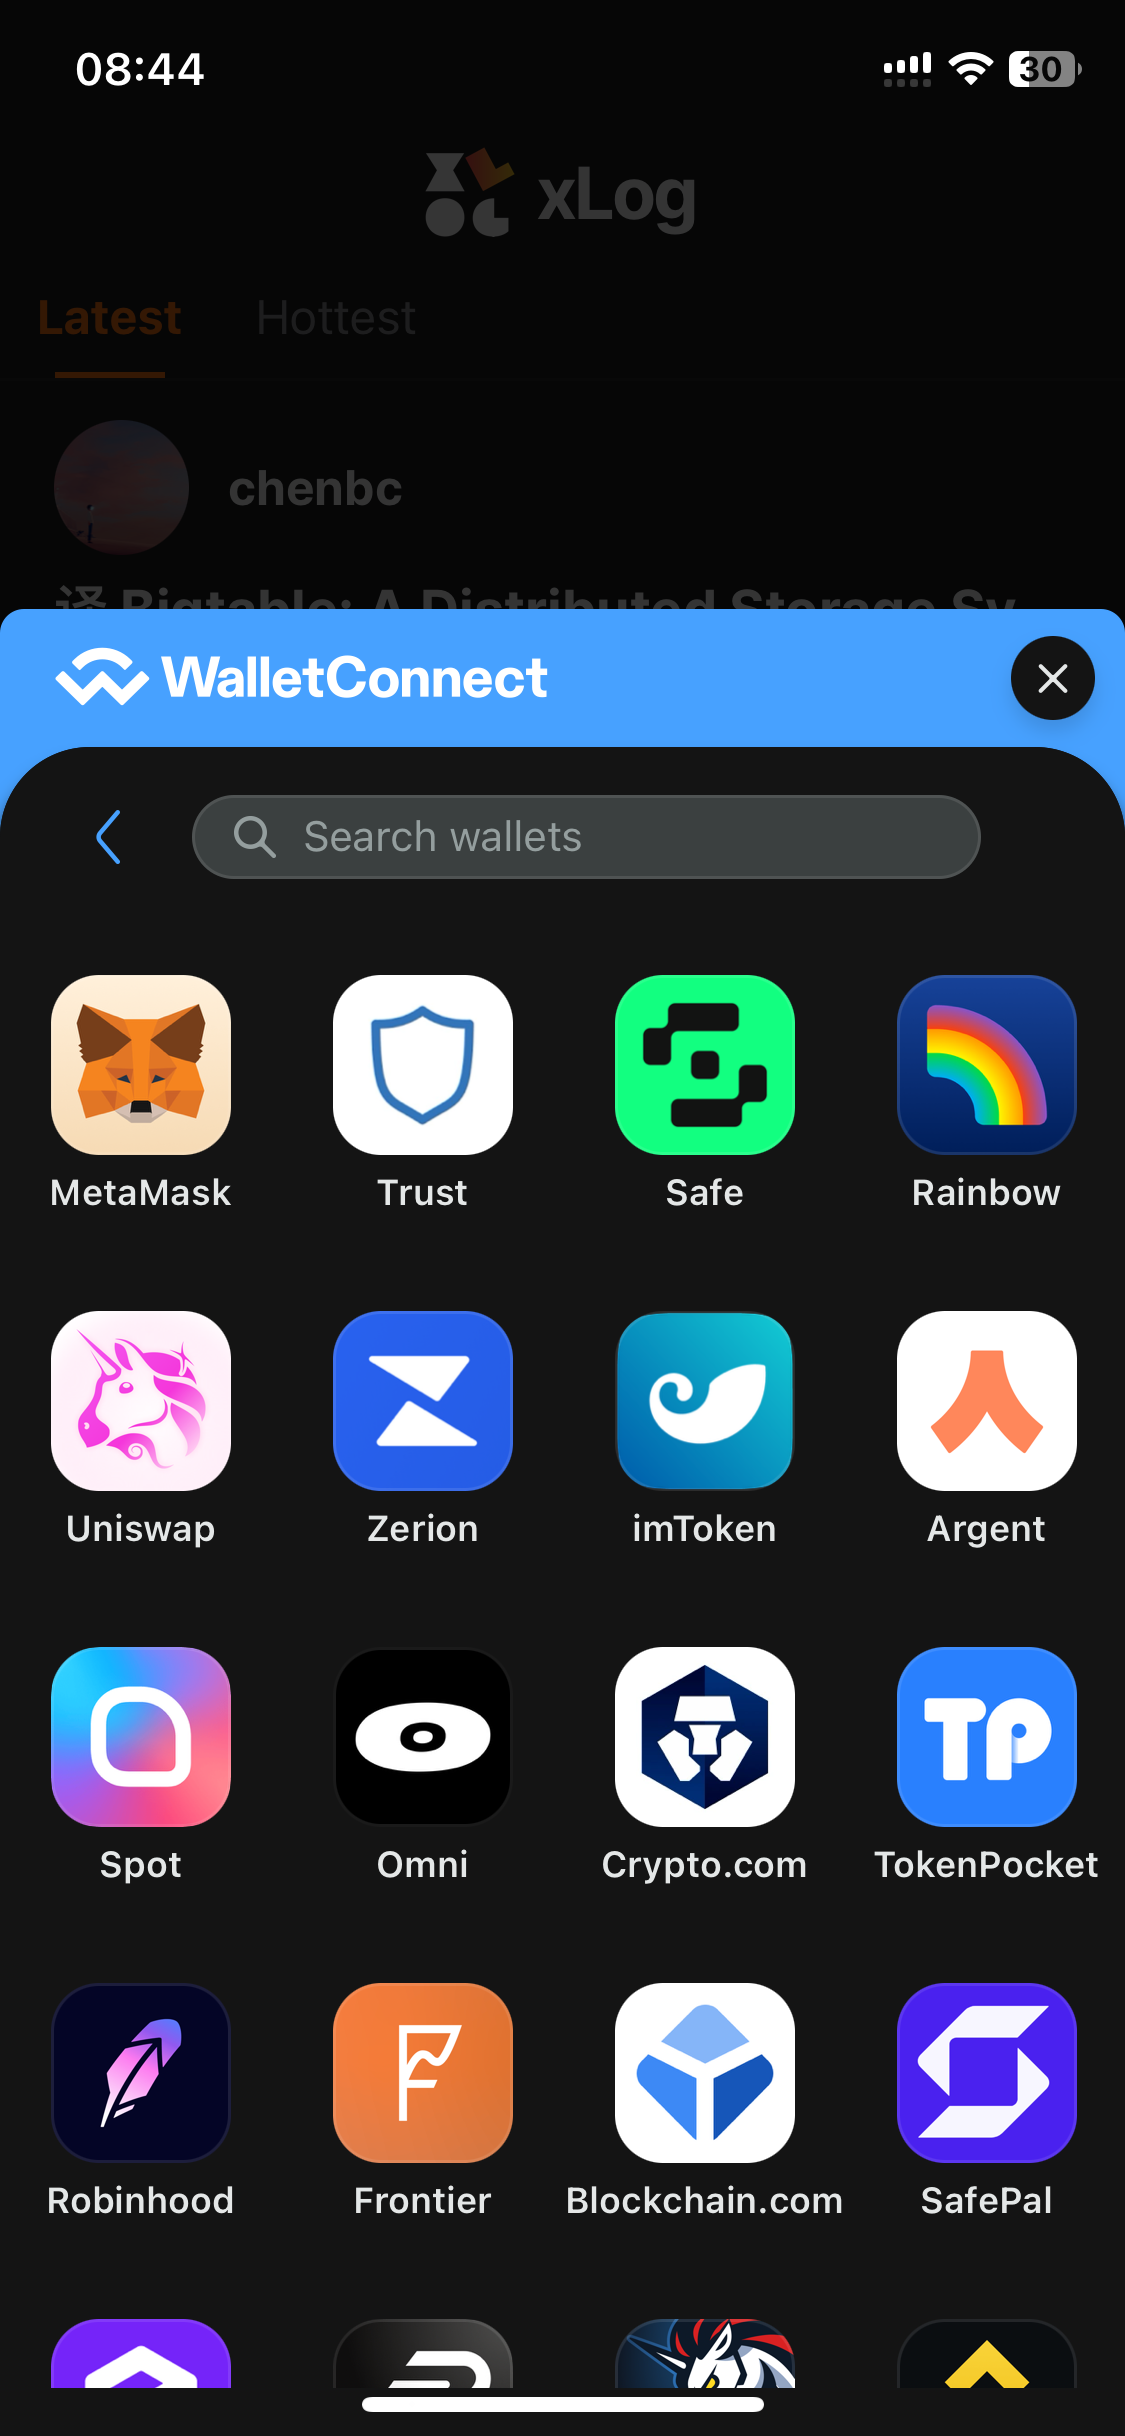 08:44
30
xLog
Latest Hottest
chenbc
译 Bigtable: A Distributed Storage Sy
WalletConnect
Search wallets
MetaMask Trust Safe Rainbow
Uniswap Zerion imToken Argent
Spot Omni Crypto.com TokenPocket
Robinhood Frontier Blockchain.com SafePal